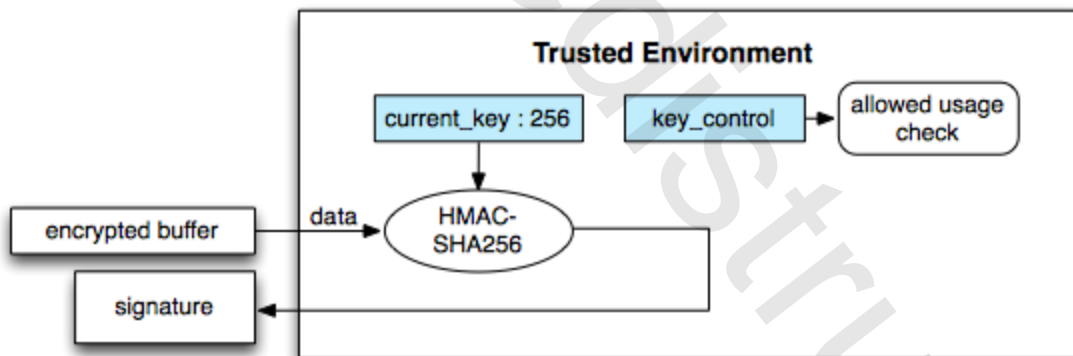 Trusted Environment
current_key : 256
key_control
allowed usage
check
encrypted buffer
data
HMAC-
SHA256
signature